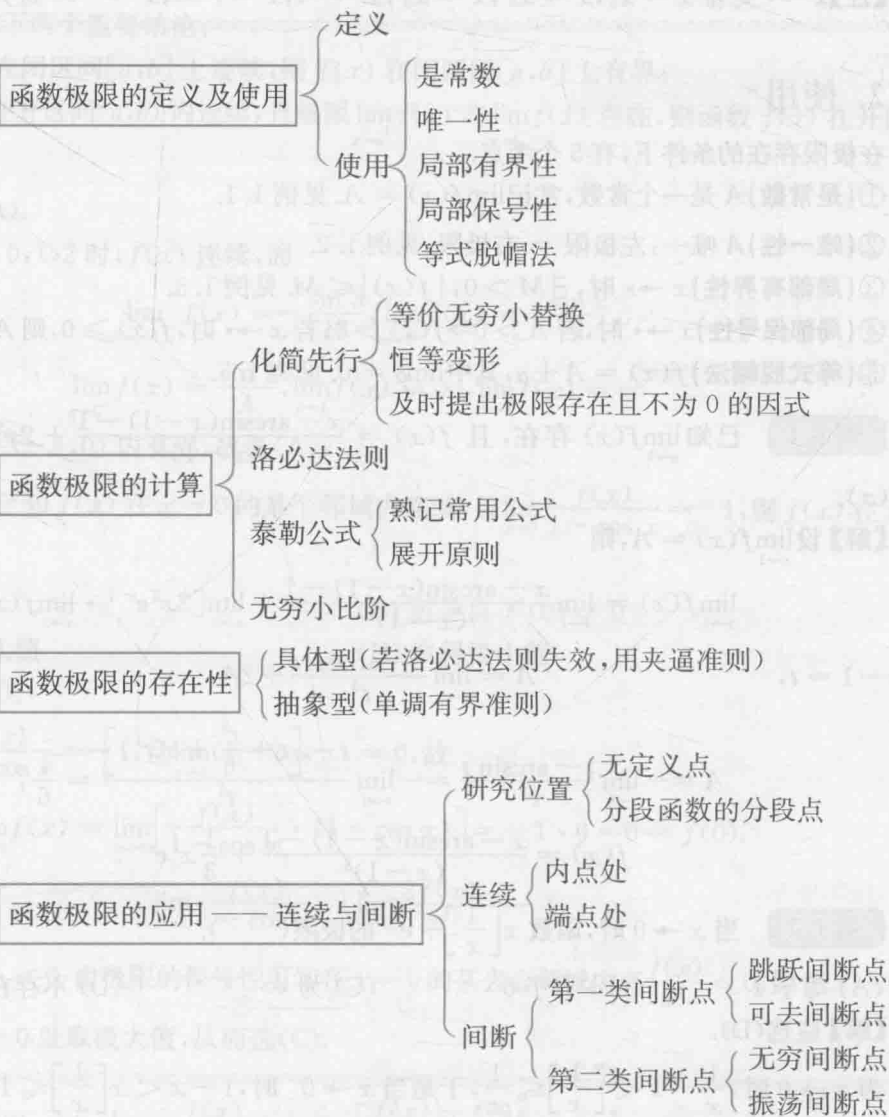 函数极限的定义及使用
定义
使用
是常数
唯一性
局部有界性
局部保号性
等式脱帽法
函数极限的计算
化简先行
等价无穷小替换
恒等变形
及时提出极限存在且不为 0 的因式
洛必达法则
泰勒公式
熟记常用公式
展开原则
无穷小比阶
函数极限的存在性
具体型(若洛必达法则失效,用夹逼准则)
抽象型(单调有界准则)
函数极限的应用——连续与间断
研究位置
无定义点
分段函数的分段点
连续
内点处
端点处
间断
第一类间断点
跳跃间断点
可去间断点
第二类间断点
无穷间断点
振荡间断点